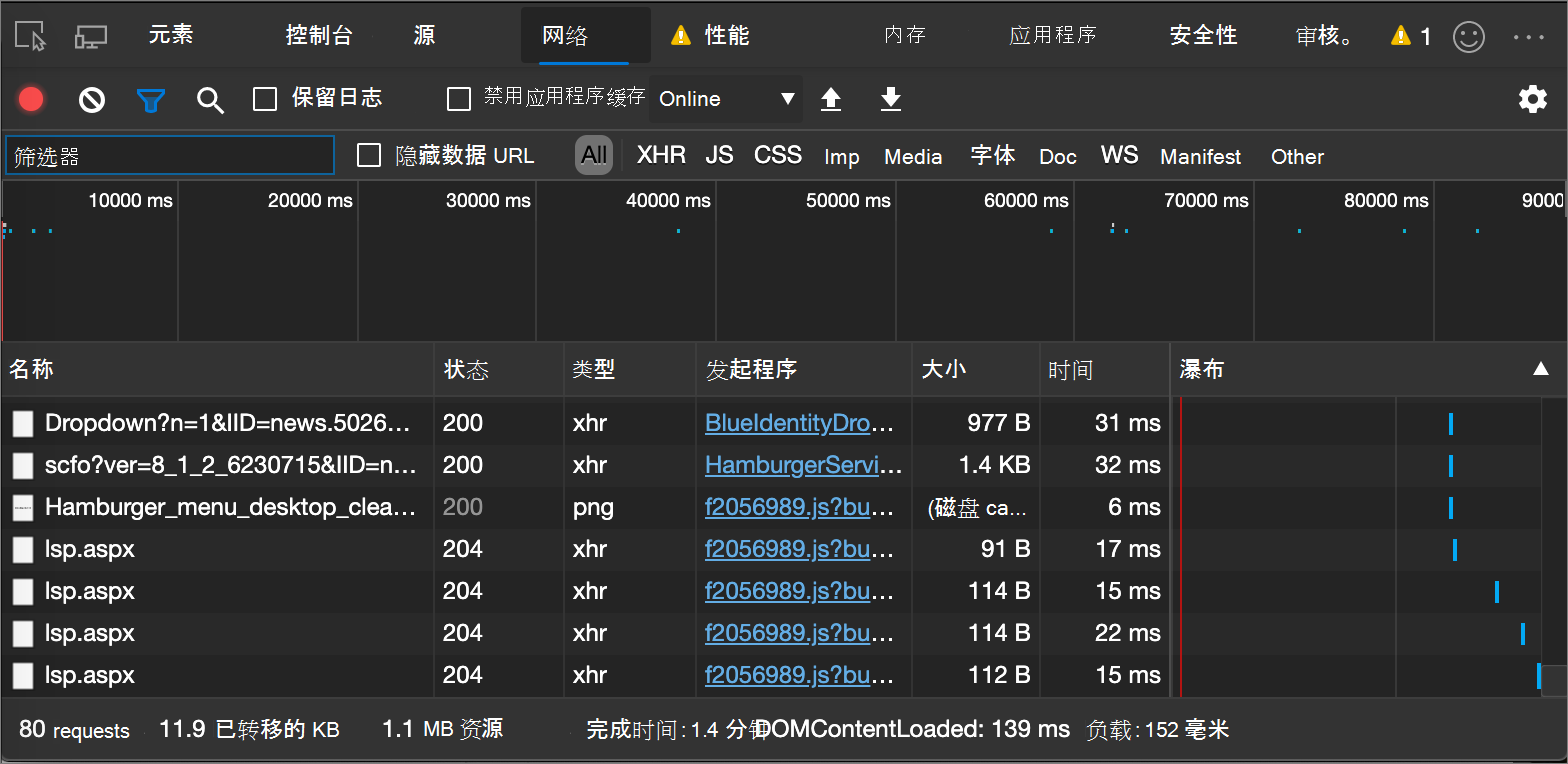 元素 控制台 源 网络 性能 内存 应用程序 安全性 审核。 1
保留日志 禁用应用程序缓存 Online
筛选器 隐藏数据 URL All XHR JS CSS Imp Media 字体 Doc WS Manifest Other
10000 ms 20000 ms 30000 ms 40000 ms 50000 ms 60000 ms 70000 ms 80000 ms 9000
名称 状态 类型 发起程序 大小 时间 瀑布
Dropdown?n=1&IID=news.5026... 200 xhr BlueIdentityDro... 977 B 31 ms
scfo?ver=8_1_2_6230715&IID=n... 200 xhr HamburgerServi... 1.4 KB 32 ms
Hamburger_menu_desktop_clea... 200 png f2056989.js?bu... (磁盘 ca... 6 ms
lsp.aspx 204 xhr f2056989.js?bu... 91 B 17 ms
lsp.aspx 204 xhr f2056989.js?bu... 114 B 15 ms
lsp.aspx 204 xhr f2056989.js?bu... 114 B 22 ms
lsp.aspx 204 xhr f2056989.js?bu... 112 B 15 ms
80 requests 11.9 已转移的 KB 1.1 MB 资源 完成时间:1.4 分钟 DOMContentLoaded: 139 ms 负载:152 毫米